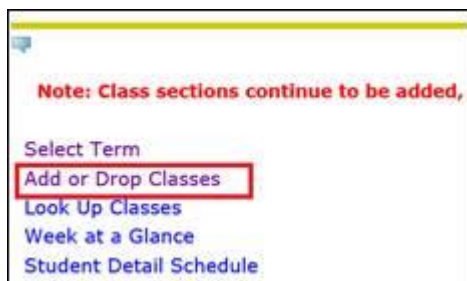 Note: Class sections continue to be added,
Select Term
Add or Drop Classes
Look Up Classes
Week at a Glance
Student Detail Schedule